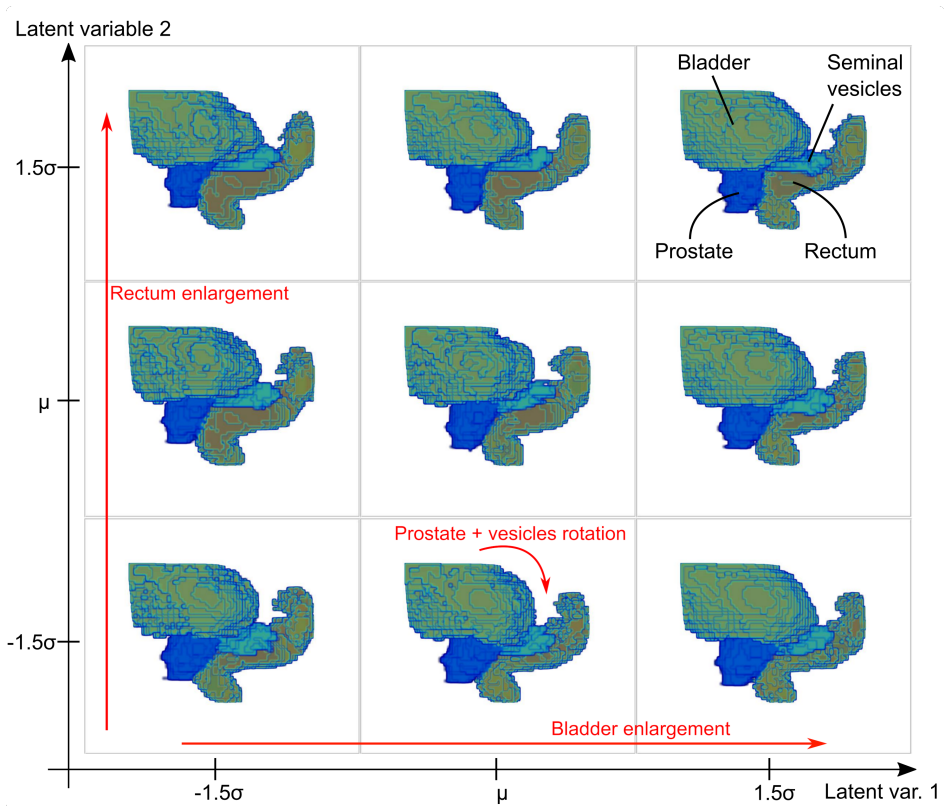 Latent variable 2
Bladder
Seminal
vesicles
1.5σ
Prostate
Rectum
Rectum enlargement
μ
Prostate + vesicles rotation
-1.5σ
Bladder enlargement
-1.5σ
μ
1.5σ
Latent var. 1